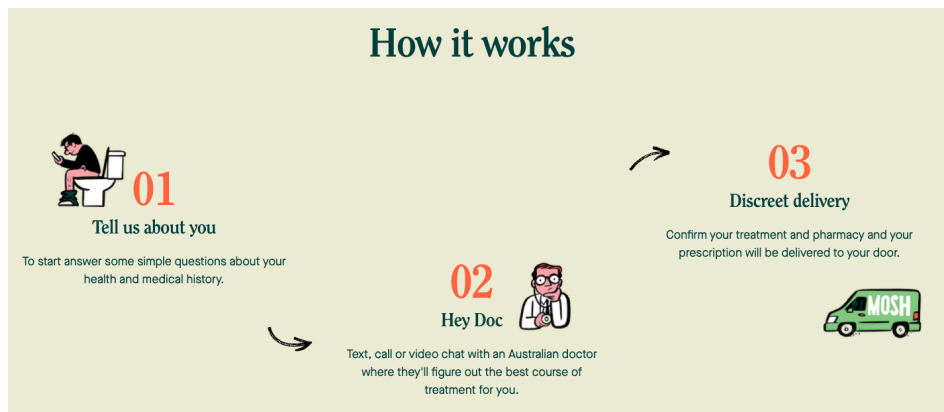 How it works
01
Tell us about you
To start answer some simple questions about your
health and medical history.
02
Hey Doc
Text, call or video chat with an Australian doctor
where they'll figure out the best course of
treatment for you.
03
Discreet delivery
Confirm your treatment and pharmacy and your
prescription will be delivered to your door.
MOSH